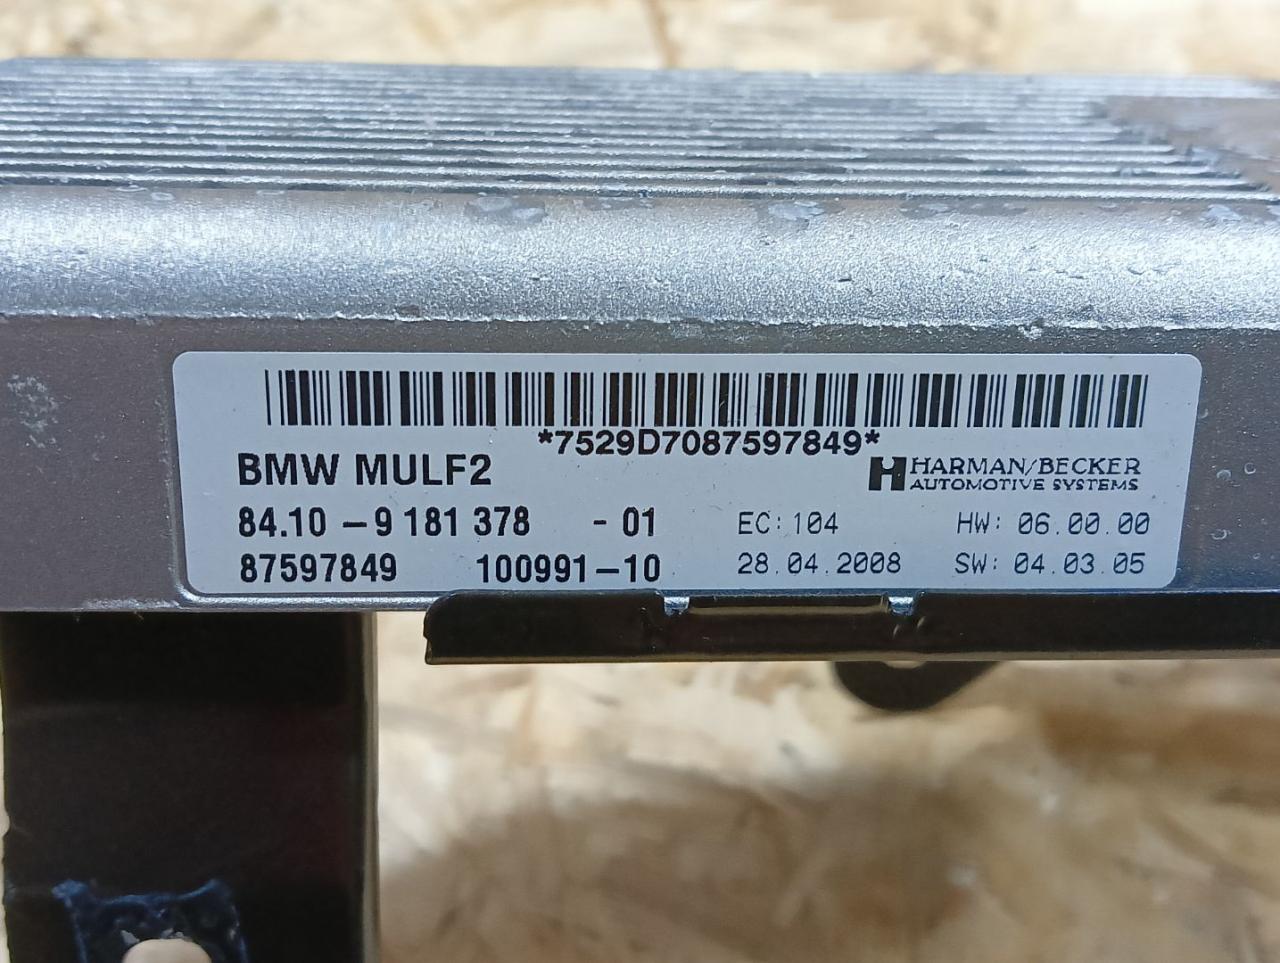 *7529D7087597849*
BMW MULF2
HARMAN/BECKER
AUTOMOTIVE SYSTEMS
84.10 – 9 181 378 - 01 EC: 104 HW: 06.00.00
87597849 100991–10 28.04.2008 SW: 04.03.05